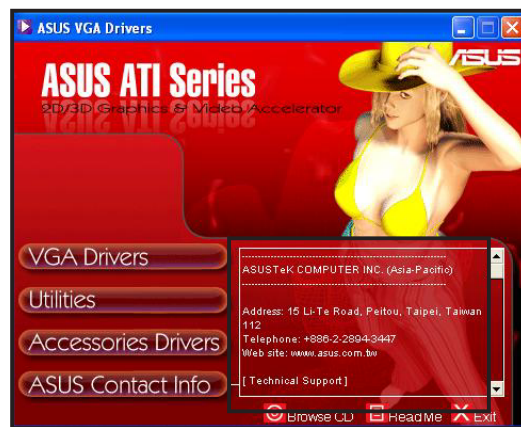 ASUS VGA Drivers
ASUS
ASUS ATI Series
2D/3D Graphics & Video Accelerator
VGA Drivers
Utilities
Accessories Drivers
ASUS Contact Info
ASUSTeK COMPUTER INC. (Asia-Pacific)
Address: 15 Li-Te Road, Peitou, Taipei, Taiwan
112
Telephone: +886-2-2894-3447
Web site: www.asus.com.tw
[ Technical Support ]
Browse CD ReadMe Exit